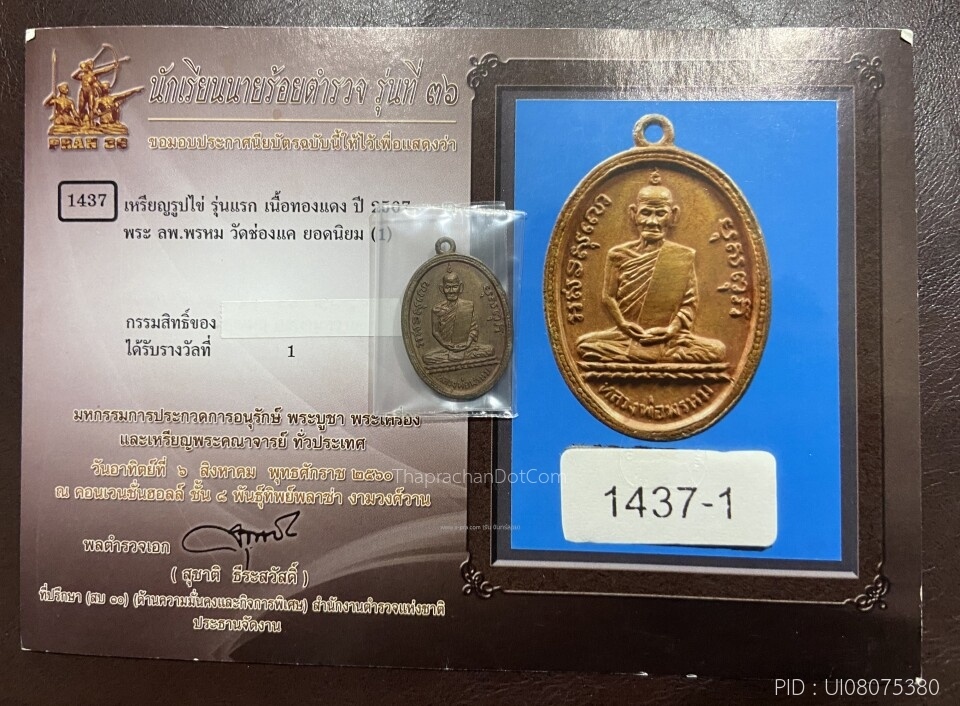 นักเรียนนายร้อยตำรวจ รุ่นที่ ๓๖
PRAN 36
ขอมอบประกาศนียบัตรฉบับนี้ให้ไว้เพื่อแสดงว่า
1437 เหรียญรูปไข่ รุ่นแรก เนื้อทองแดง ปี 2507
พระ ลพ.พรหม วัดช่องแค ยอดนิยม (1)
กรรมสิทธิ์ของ
ได้รับรางวัลที่ 1
มหกรรมการประกวดการอนุรักษ์ พระบูชา พระเครื่อง
และเหรียญพระคณาจารย์ ทั่วประเทศ
วันอาทิตย์ที่ ๖ สิงหาคม พุทธศักราช ๒๕๖๐
ณ คอนเวนชั่นฮอลล์ ชั้น ๔ พันธุ์ทิพย์พลาซ่า งามวงศ์วาน
พลตำรวจเอก
( สุชาติ ธีระสวัสดิ์ )
ที่ปรึกษา (สบ ๑๐) (ด้านความมั่นคงและกิจการพิเศษ) สำนักงานตำรวจแห่งชาติ
ประธานจัดงาน
หลวงพ่อพรหม
1437-1
ThaprachanDotCom
PID : UI08075380